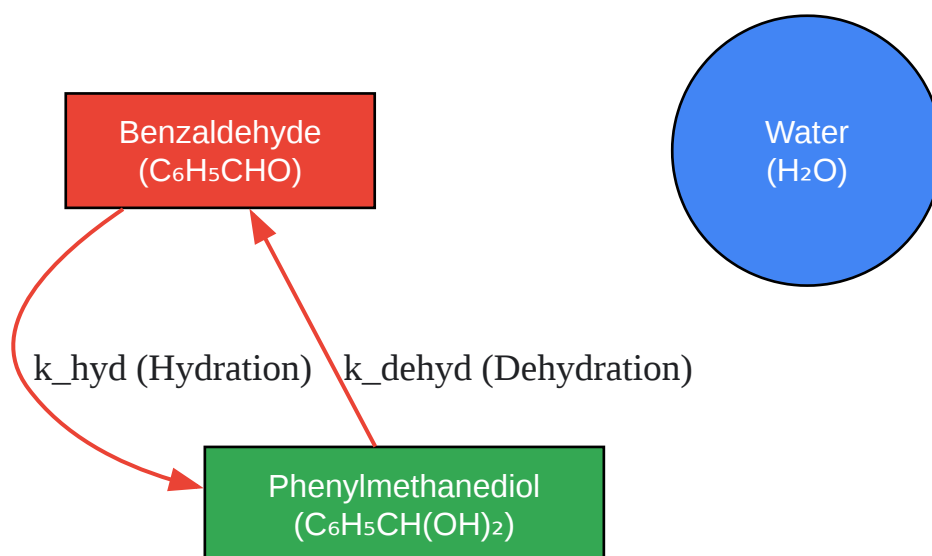 Benzaldehyde
(C₆H₅CHO)
Water
(H₂O)
k_hyd (Hydration)
k_dehyd (Dehydration)
Phenylmethanediol
(C₆H₅CH(OH)₂)